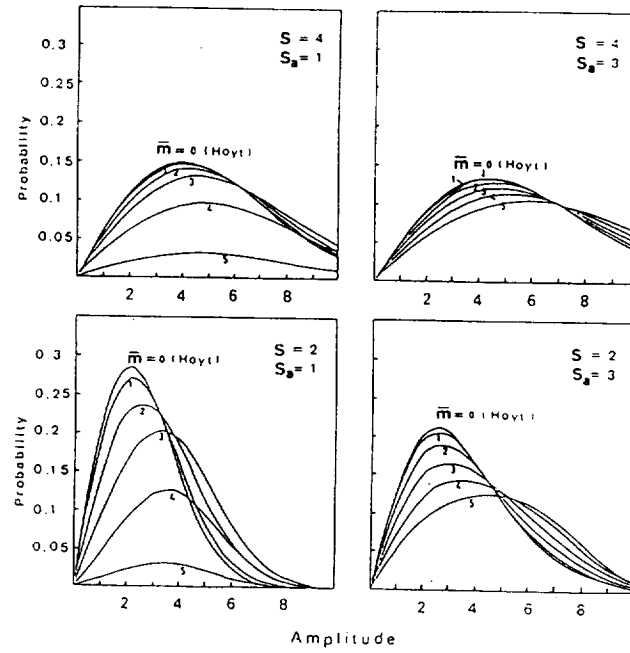 S = 4
Sa = 1
S = 4
Sa = 3
0.3
0.25
0.2
0.15
0.1
0.05
Probability
m̅ = 0 (Hoyt)
1 2
3
4
5
m̅ = 0 (Hoyt)
1
2
3
4
5
2 4 6 8
2 4 6 8
S = 2
Sa = 1
S = 2
Sa = 3
0.3
0.25
0.2
0.15
0.1
0.05
Probability
m̅ = 0 (Hoyt)
1
2
3
4
5
m̅ = 0 (Hoyt)
1
2
3
4
5
2 4 6 8
2 4 6 8
Amplitude